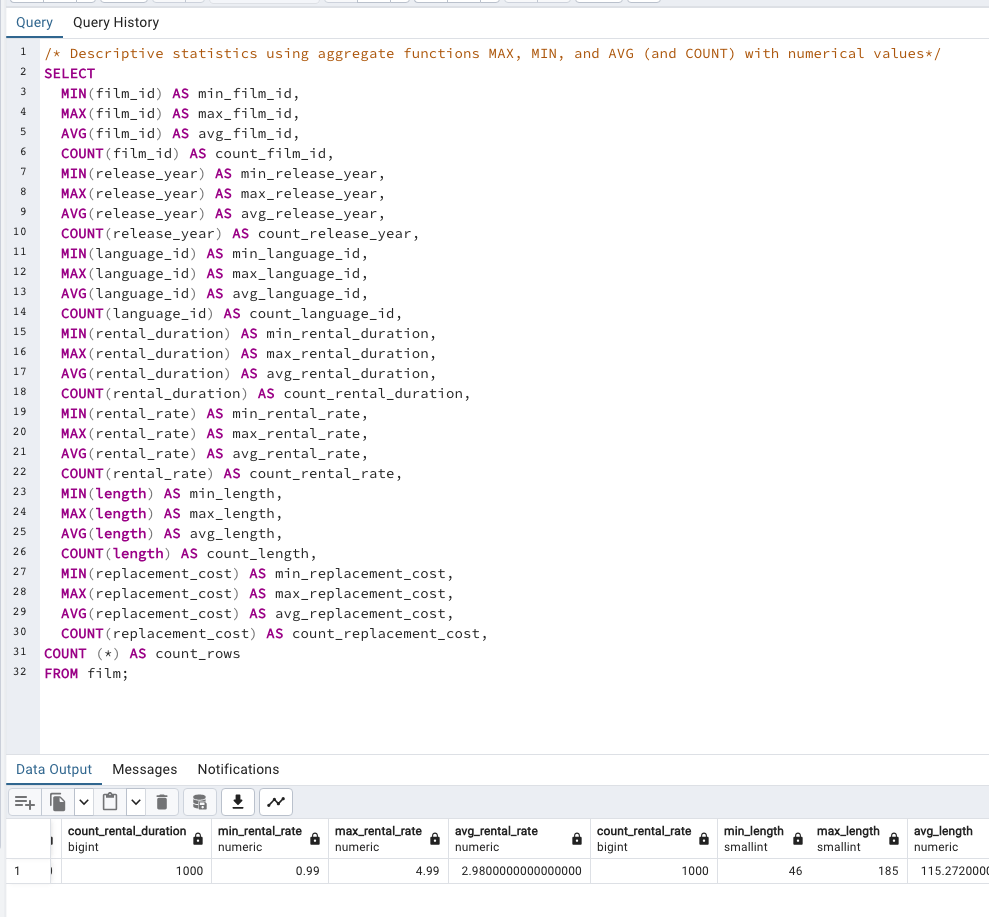 Query Query History
1 /* Descriptive statistics using aggregate functions MAX, MIN, and AVG (and COUNT) with numerical values*/
2 SELECT
3 MIN(film_id) AS min_film_id,
4 MAX(film_id) AS max_film_id,
5 AVG(film_id) AS avg_film_id,
6 COUNT(film_id) AS count_film_id,
7 MIN(release_year) AS min_release_year,
8 MAX(release_year) AS max_release_year,
9 AVG(release_year) AS avg_release_year,
10 COUNT(release_year) AS count_release_year,
11 MIN(language_id) AS min_language_id,
12 MAX(language_id) AS max_language_id,
13 AVG(language_id) AS avg_language_id,
14 COUNT(language_id) AS count_language_id,
15 MIN(rental_duration) AS min_rental_duration,
16 MAX(rental_duration) AS max_rental_duration,
17 AVG(rental_duration) AS avg_rental_duration,
18 COUNT(rental_duration) AS count_rental_duration,
19 MIN(rental_rate) AS min_rental_rate,
20 MAX(rental_rate) AS max_rental_rate,
21 AVG(rental_rate) AS avg_rental_rate,
22 COUNT(rental_rate) AS count_rental_rate,
23 MIN(length) AS min_length,
24 MAX(length) AS max_length,
25 AVG(length) AS avg_length,
26 COUNT(length) AS count_length,
27 MIN(replacement_cost) AS min_replacement_cost,
28 MAX(replacement_cost) AS max_replacement_cost,
29 AVG(replacement_cost) AS avg_replacement_cost,
30 COUNT(replacement_cost) AS count_replacement_cost,
31 COUNT (*) AS count_rows
32 FROM film;
Data Output Messages Notifications
count_rental_duration min_rental_rate max_rental_rate avg_rental_rate count_rental_rate min_length max_length avg_length
bigint numeric numeric numeric bigint smallint smallint numeric
1 1000 0.99 4.99 2.9800000000000000 1000 46 185 115.2720000